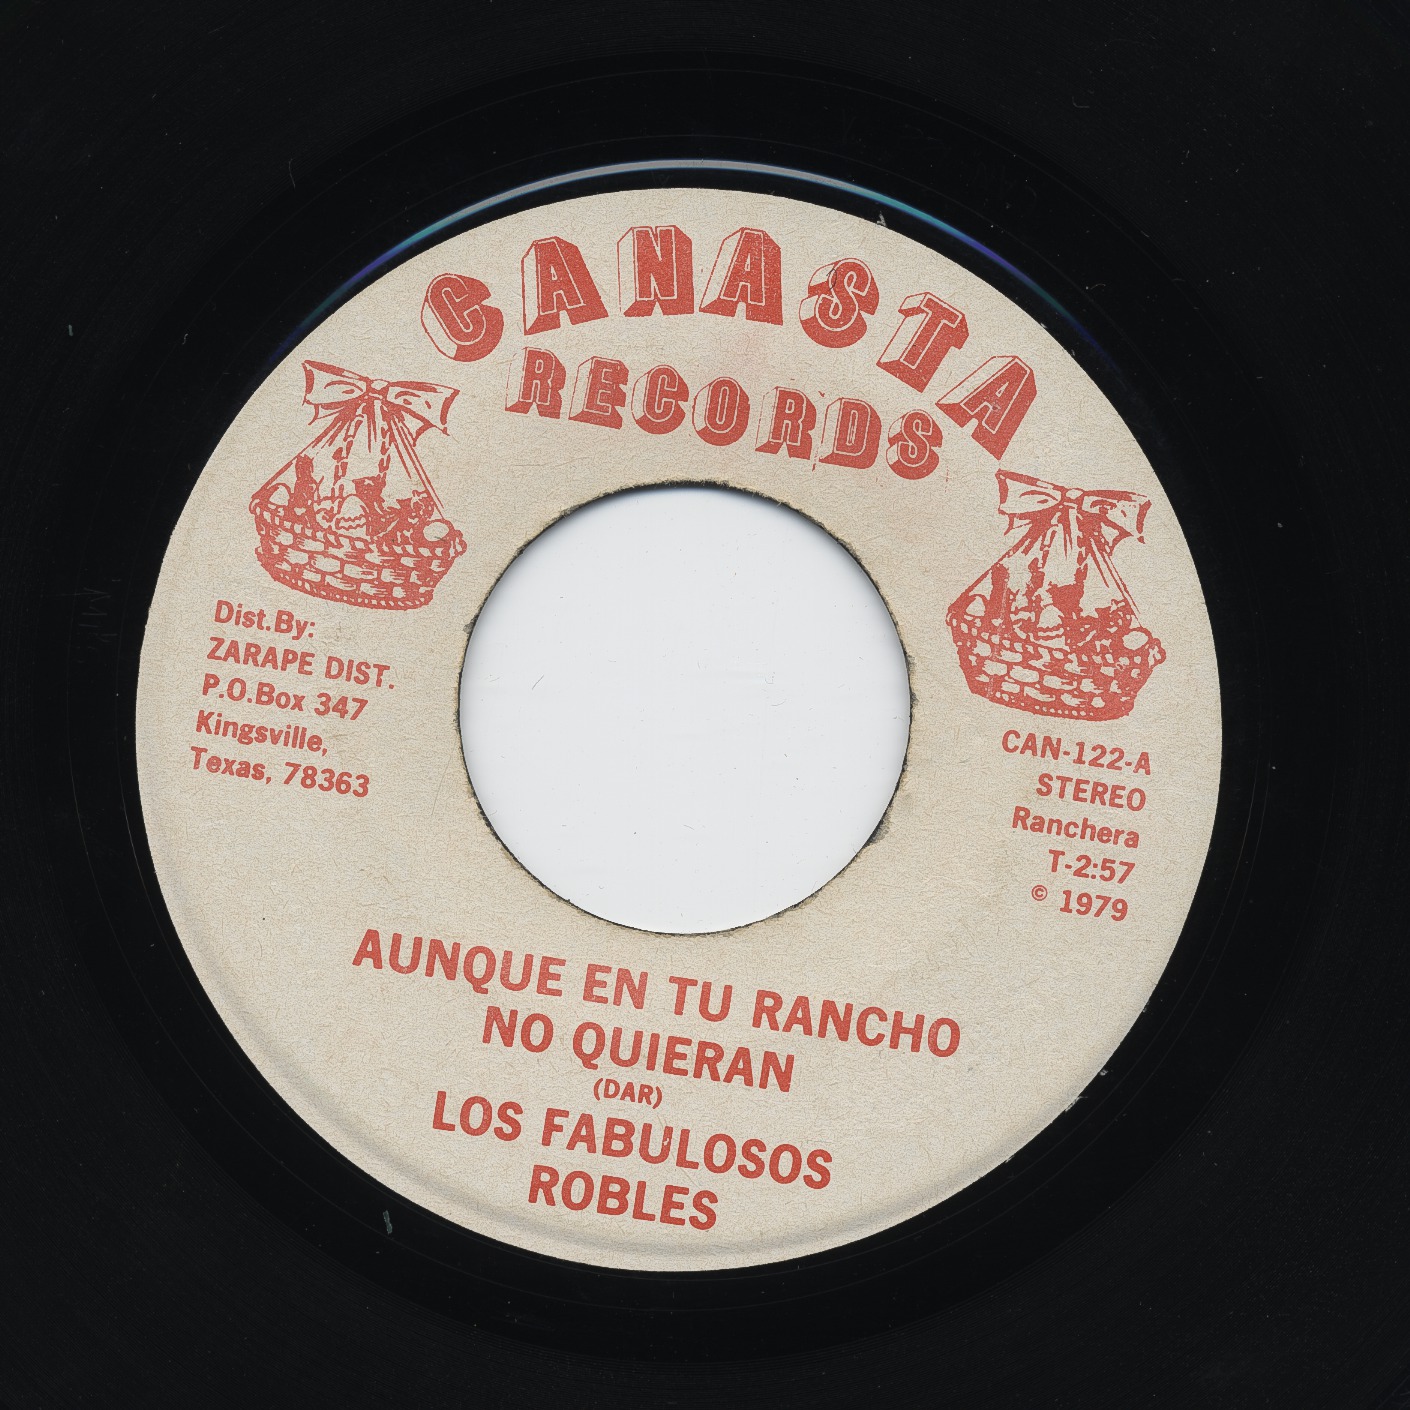 CANASTA
RECORDS
Dist.By:
ZARAPE DIST.
P.O.Box 347
Kingsville,
Texas, 78363
CAN-122-A
STEREO
Ranchera
T-2:57
© 1979
AUNQUE EN TU RANCHO
NO QUIERAN
(DAR)
LOS FABULOSOS
ROBLES